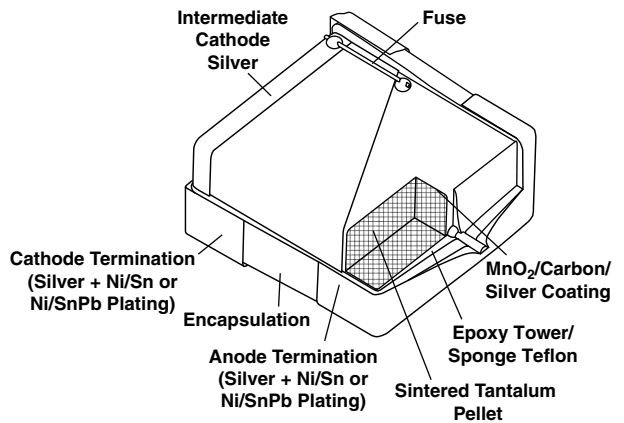 Intermediate
Cathode
Silver
Fuse
Cathode Termination
(Silver + Ni/Sn or
Ni/SnPb Plating)
Encapsulation
Anode Termination
(Silver + Ni/Sn or
Ni/SnPb Plating)
MnO₂/Carbon/
Silver Coating
Epoxy Tower/
Sponge Teflon
Sintered Tantalum
Pellet